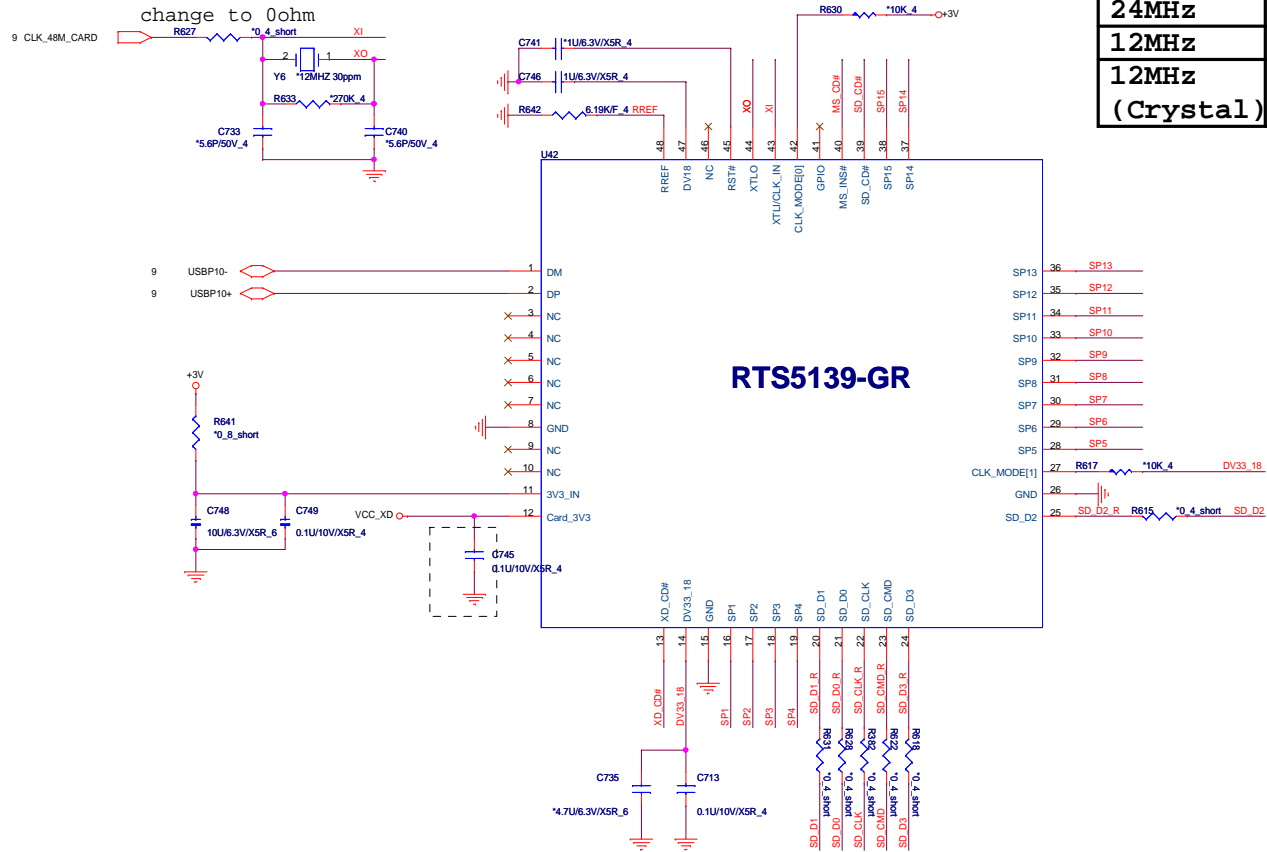 change to 0ohm
9 CLK_48M_CARD
R627
*0_4_short
XI
2
1
XO
Y6
*12MHZ 30ppm
R633
*270K_4
C733
*5.6P/50V_4
C740
*5.6P/50V_4
C741
*1U/6.3V/X5R_4
C746
1U/6.3V/X5R_4
R642
6.19K/F_4
RREF
R630
*10K_4
+3V
XO
XI
MS_CD#
SD_CD#
SP15
SP14
24MHz
12MHz
12MHz
(Crystal)
U42
48
47
46
45
44
43
42
41
40
39
38
37
RREF
DV18
NC
RST#
XTLO
XTLI/CLK_IN
CLK_MODE[0]
GPIO
MS_INS#
SD_CD#
SP15
SP14
9 USBP10-
1 DM
9 USBP10+
2 DP
3 NC
4 NC
5 NC
6 NC
7 NC
8 GND
9 NC
10 NC
11 3V3_IN
12 Card_3V3
RTS5139-GR
SP13 36 SP13
SP12 35 SP12
SP11 34 SP11
SP10 33 SP10
SP9 32 SP9
SP8 31 SP8
SP7 30 SP7
SP6 29 SP6
SP5 28 SP5
CLK_MODE[1] 27 R617 *10K_4 DV33_18
GND 26
SD_D2 25 SD_D2_R R615 *0_4_short SD_D2
+3V
R641
*0_8_short
C748
10U/6.3V/X5R_6
C749
0.1U/10V/X5R_4
VCC_XD
C745
0.1U/10V/X5R_4
XD_CD#
DV33_18
GND
SP1
SP2
SP3
SP4
SD_D1
SD_D0
SD_CLK
SD_CMD
SD_D3
13
14
15
16
17
18
19
20
21
22
23
24
XD_CD#
DV33_18
SP1
SP2
SP3
SP4
SD_D1_R
SD_D0_R
SD_CLK_R
SD_CMD_R
SD_D3_R
R631
R628
R382
R622
R618
*0_4_short
*0_4_short
*0_4_short
*0_4_short
*0_4_short
SD_D1
SD_D0
SD_CLK
SD_CMD
SD_D3
C735
*4.7U/6.3V/X5R_6
C713
0.1U/10V/X5R_4